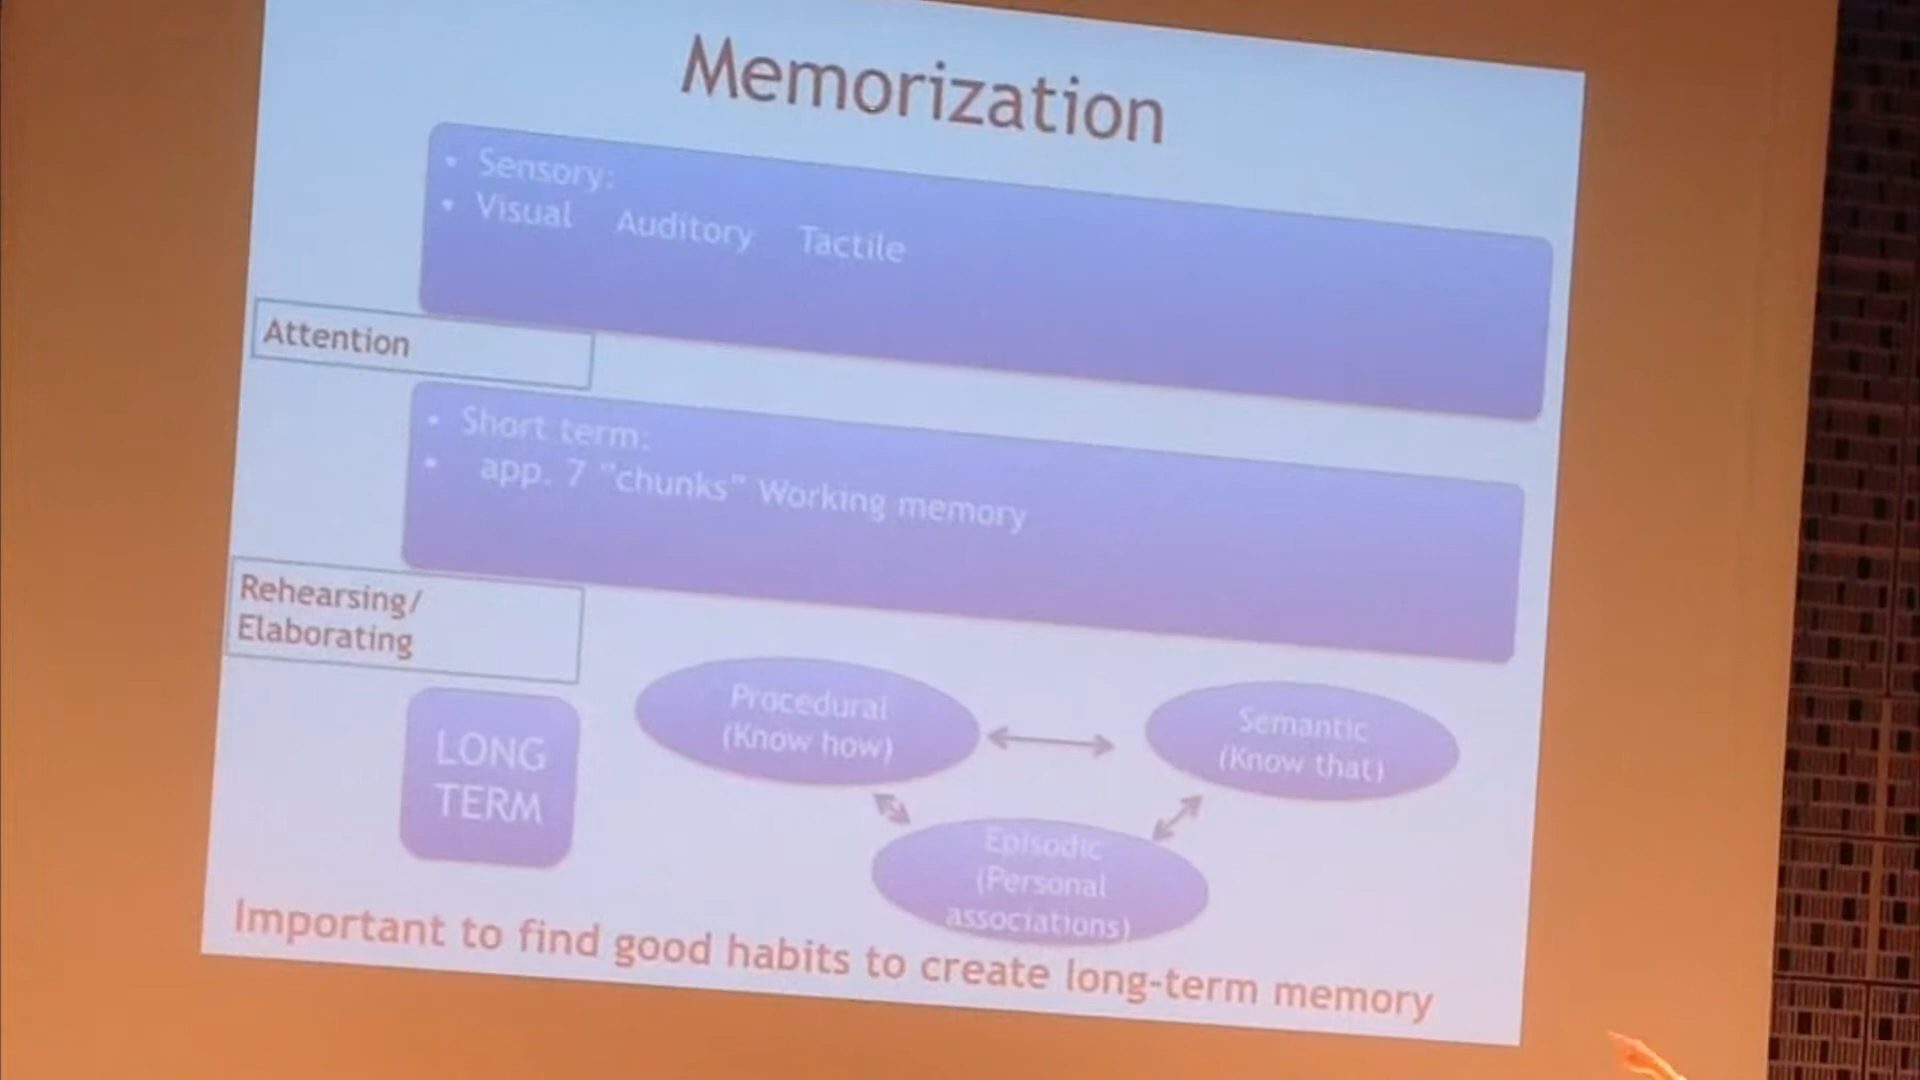 Memorization
• Sensory:
• Visual Auditory Tactile
Attention
• Short term:
• app. 7 "chunks" Working memory
Rehearsing/
Elaborating
LONG
TERM
Procedural
(Know how)
Semantic
(Know that)
Episodic
(Personal
associations)
Important to find good habits to create long-term memory